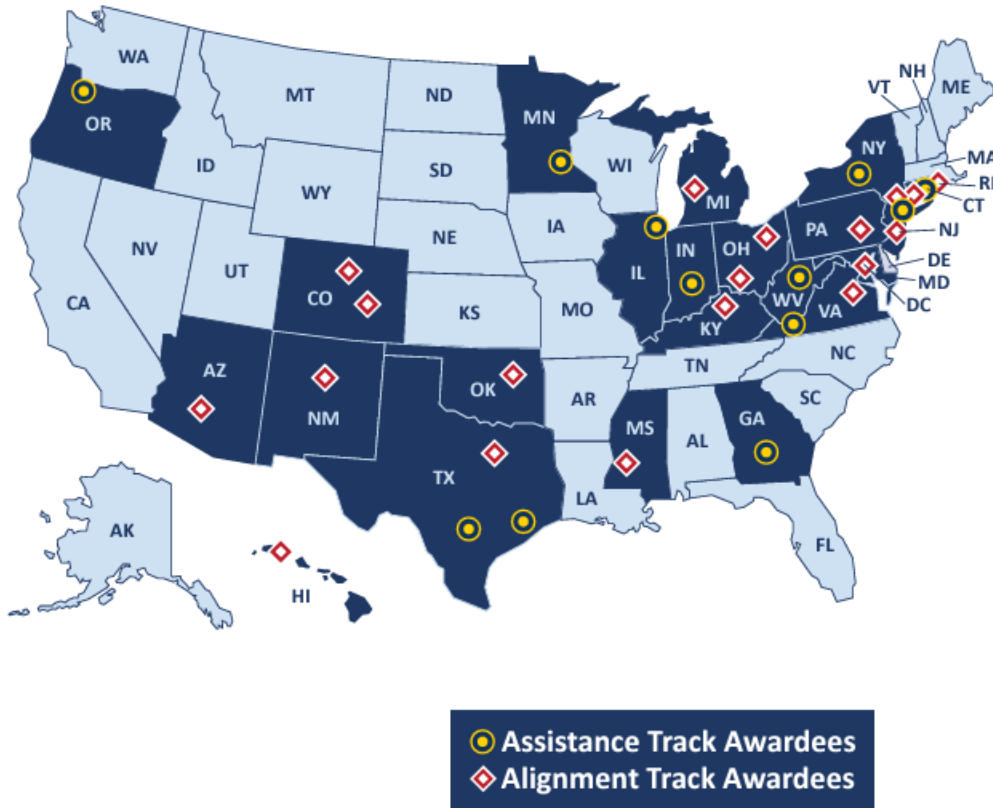 WA
MT
ND
MN
NH
VT
ME
OR
ID
SD
WI
NY
MA
WY
MI
RI
CT
NE
IA
PA
NJ
NV
UT
IL
IN
OH
DE
MD
CA
CO
KS
MO
WV
VA
DC
KY
AZ
NM
OK
AR
TN
NC
SC
MS
AL
GA
TX
LA
AK
FL
HI
Assistance Track Awardees
Alignment Track Awardees